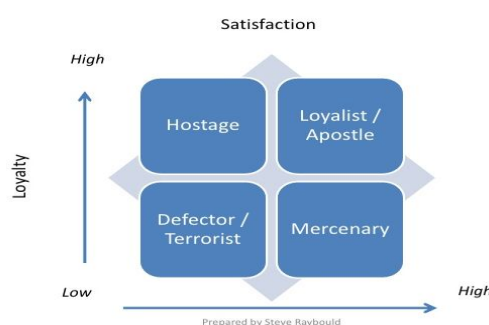 Satisfaction
High
Hostage
Loyalist /
Apostle
Loyalty
Defector /
Terrorist
Mercenary
Low
High
Prepared by Steve Raybould